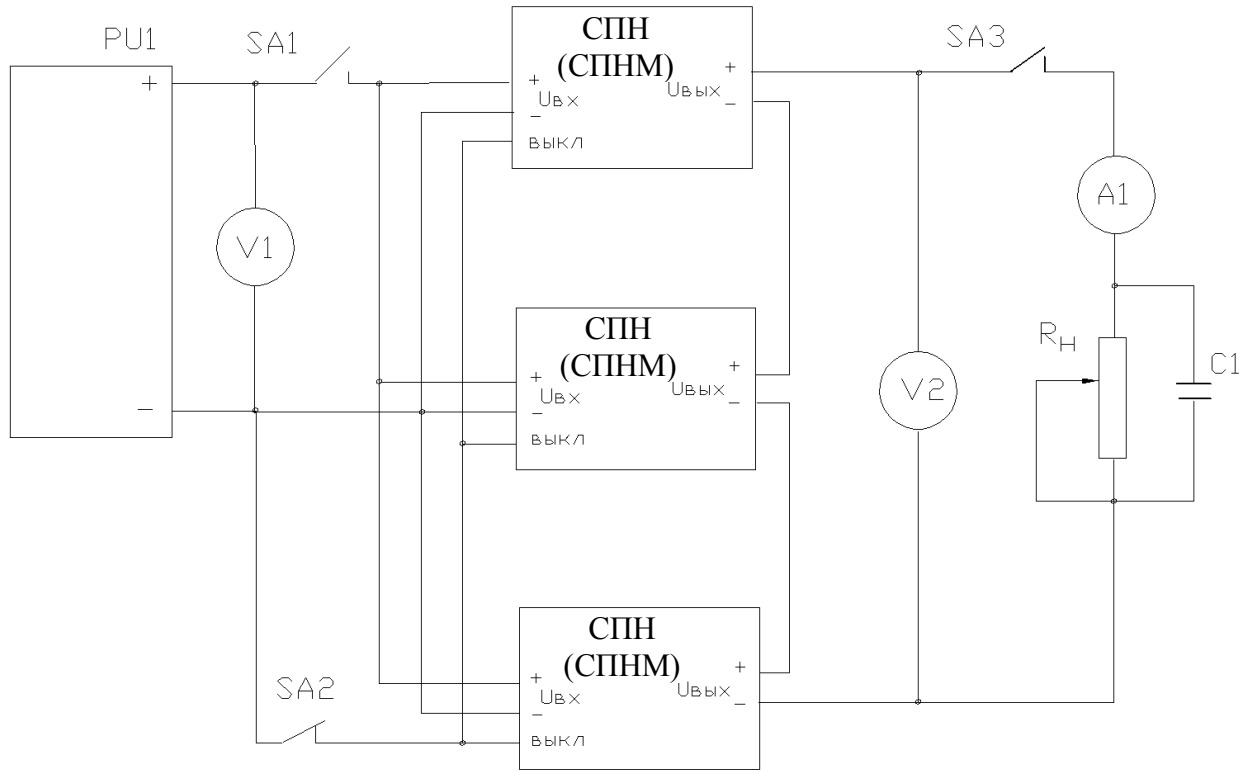 PU1
+
−
SA1
V1
SA2
СПН
(СПНМ)
+
Uвх
−
выкл
+
Uвых
−
СПН
(СПНМ)
+
Uвх
−
выкл
+
Uвых
−
СПН
(СПНМ)
+
Uвх
−
выкл
+
Uвых
−
SA3
A1
V2
RН
C1